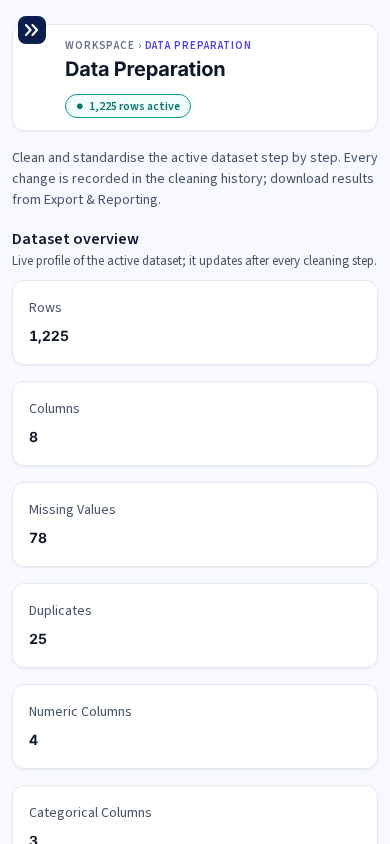 WORKSPACE › DATA PREPARATION
Data Preparation
1,225 rows active
Clean and standardise the active dataset step by step. Every
change is recorded in the cleaning history; download results
from Export & Reporting.
Dataset overview
Live profile of the active dataset; it updates after every cleaning step.
Rows
1,225
Columns
8
Missing Values
78
Duplicates
25
Numeric Columns
4
Categorical Columns
3